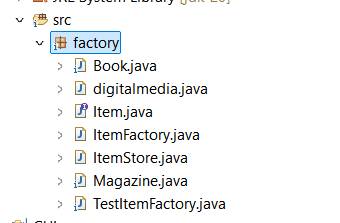 src
factory
Book.java
digitalmedia.java
Item.java
ItemFactory.java
ItemStore.java
Magazine.java
TestItemFactory.java